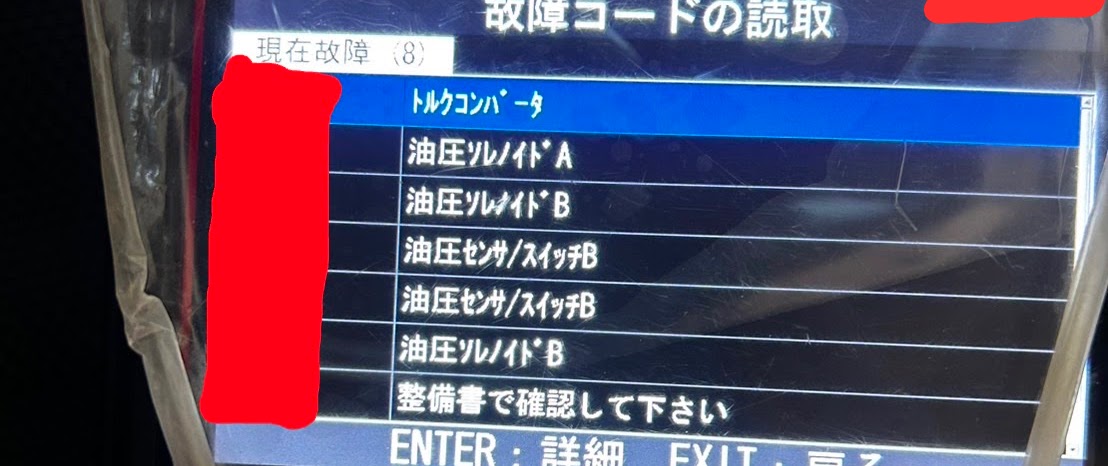 故障コードの読取
現在故障 (8)
トルクコンバータ
油圧ソレノイドA
油圧ソレノイドB
油圧センサ/スイッチB
油圧センサ/スイッチB
油圧ソレノイドB
整備書で確認して下さい
ENTER：詳細 EXIT：戻る